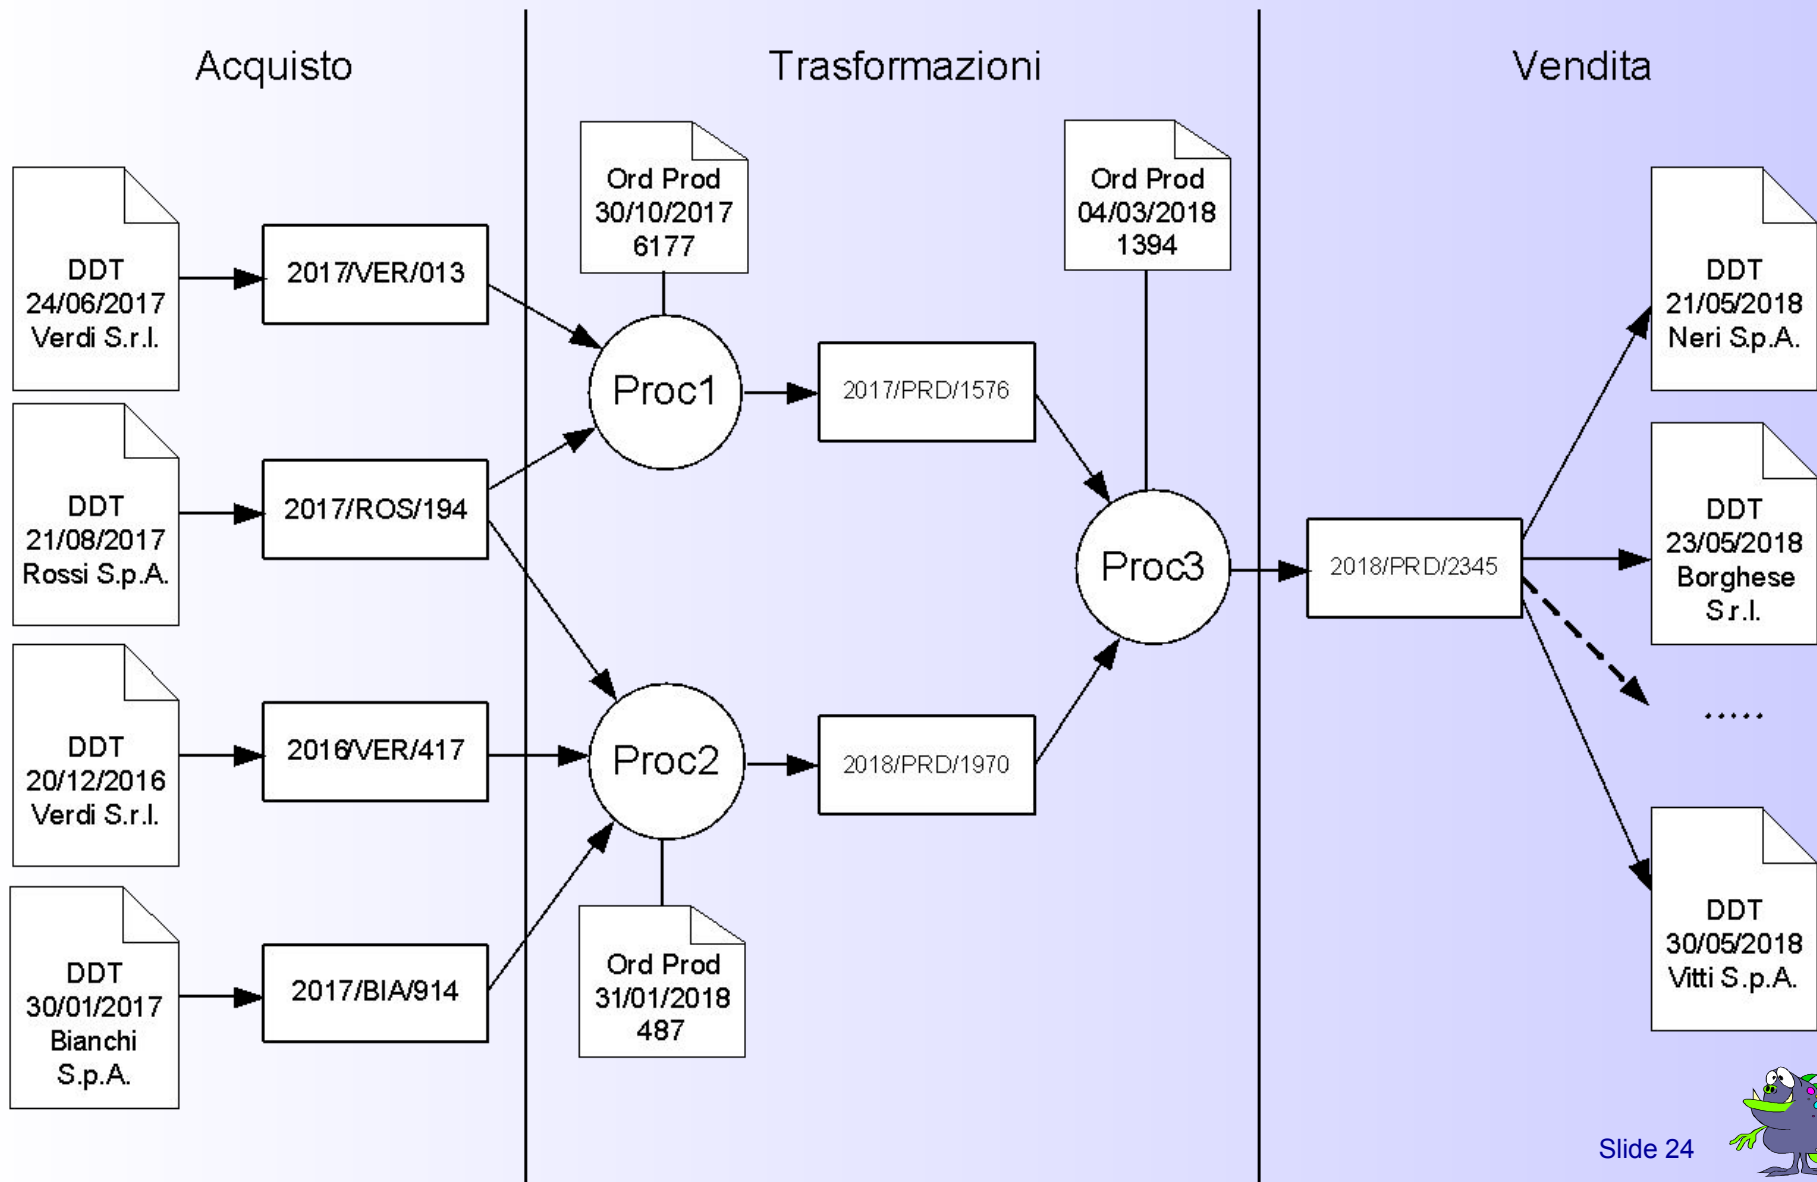 Acquisto
Trasformazioni
Vendita
DDT
24/06/2017
Verdi S.r.l.
2017/VER/013
Ord Prod
30/10/2017
6177
Ord Prod
04/03/2018
1394
DDT
21/05/2018
Neri S.p.A.
Proc1
2017/PRD/1576
DDT
21/08/2017
Rossi S.p.A.
2017/ROS/194
Proc3
2018/PRD/2345
DDT
23/05/2018
Borghese
S.r.l.
.....
DDT
20/12/2016
Verdi S.r.l.
2016/VER/417
Proc2
2018/PRD/1970
DDT
30/01/2017
Bianchi
S.p.A.
2017/BIA/914
Ord Prod
31/01/2018
487
DDT
30/05/2018
Vitti S.p.A.
Slide 24